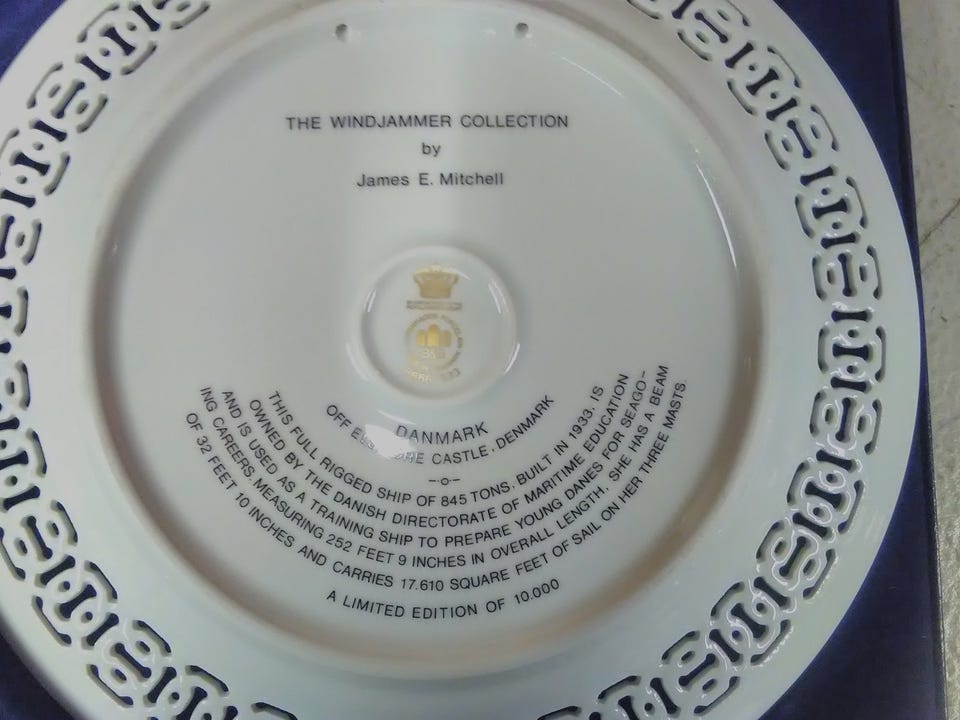 THE WINDJAMMER COLLECTION
by
James E. Mitchell
DANMARK
OFF CASTLE, DENMARK
THIS FULL RIGGED SHIP OF 845 TONS, BUILT IN 1933, IS
OWNED BY THE DANISH DIRECTORATE OF MARITIME EDUCATION
AND IS USED AS A TRAINING SHIP TO PREPARE YOUNG DANES FOR SEAGO-
ING CAREERS. MEASURING 252 FEET 9 INCHES IN OVERALL LENGTH, SHE HAS A BEAM
OF 32 FEET 10 INCHES AND CARRIES 17.610 SQUARE FEET OF SAIL ON HER THREE MASTS.
A LIMITED EDITION OF 10.000